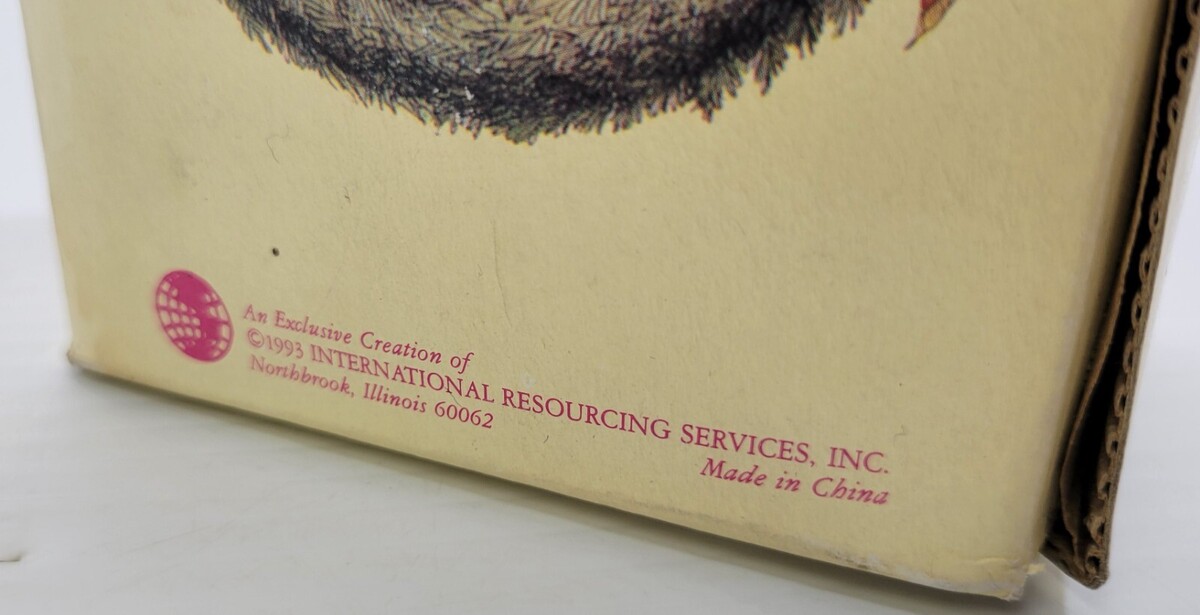 An Exclusive Creation of
©1993 INTERNATIONAL RESOURCING SERVICES, INC.
Northbrook, Illinois 60062
Made in China